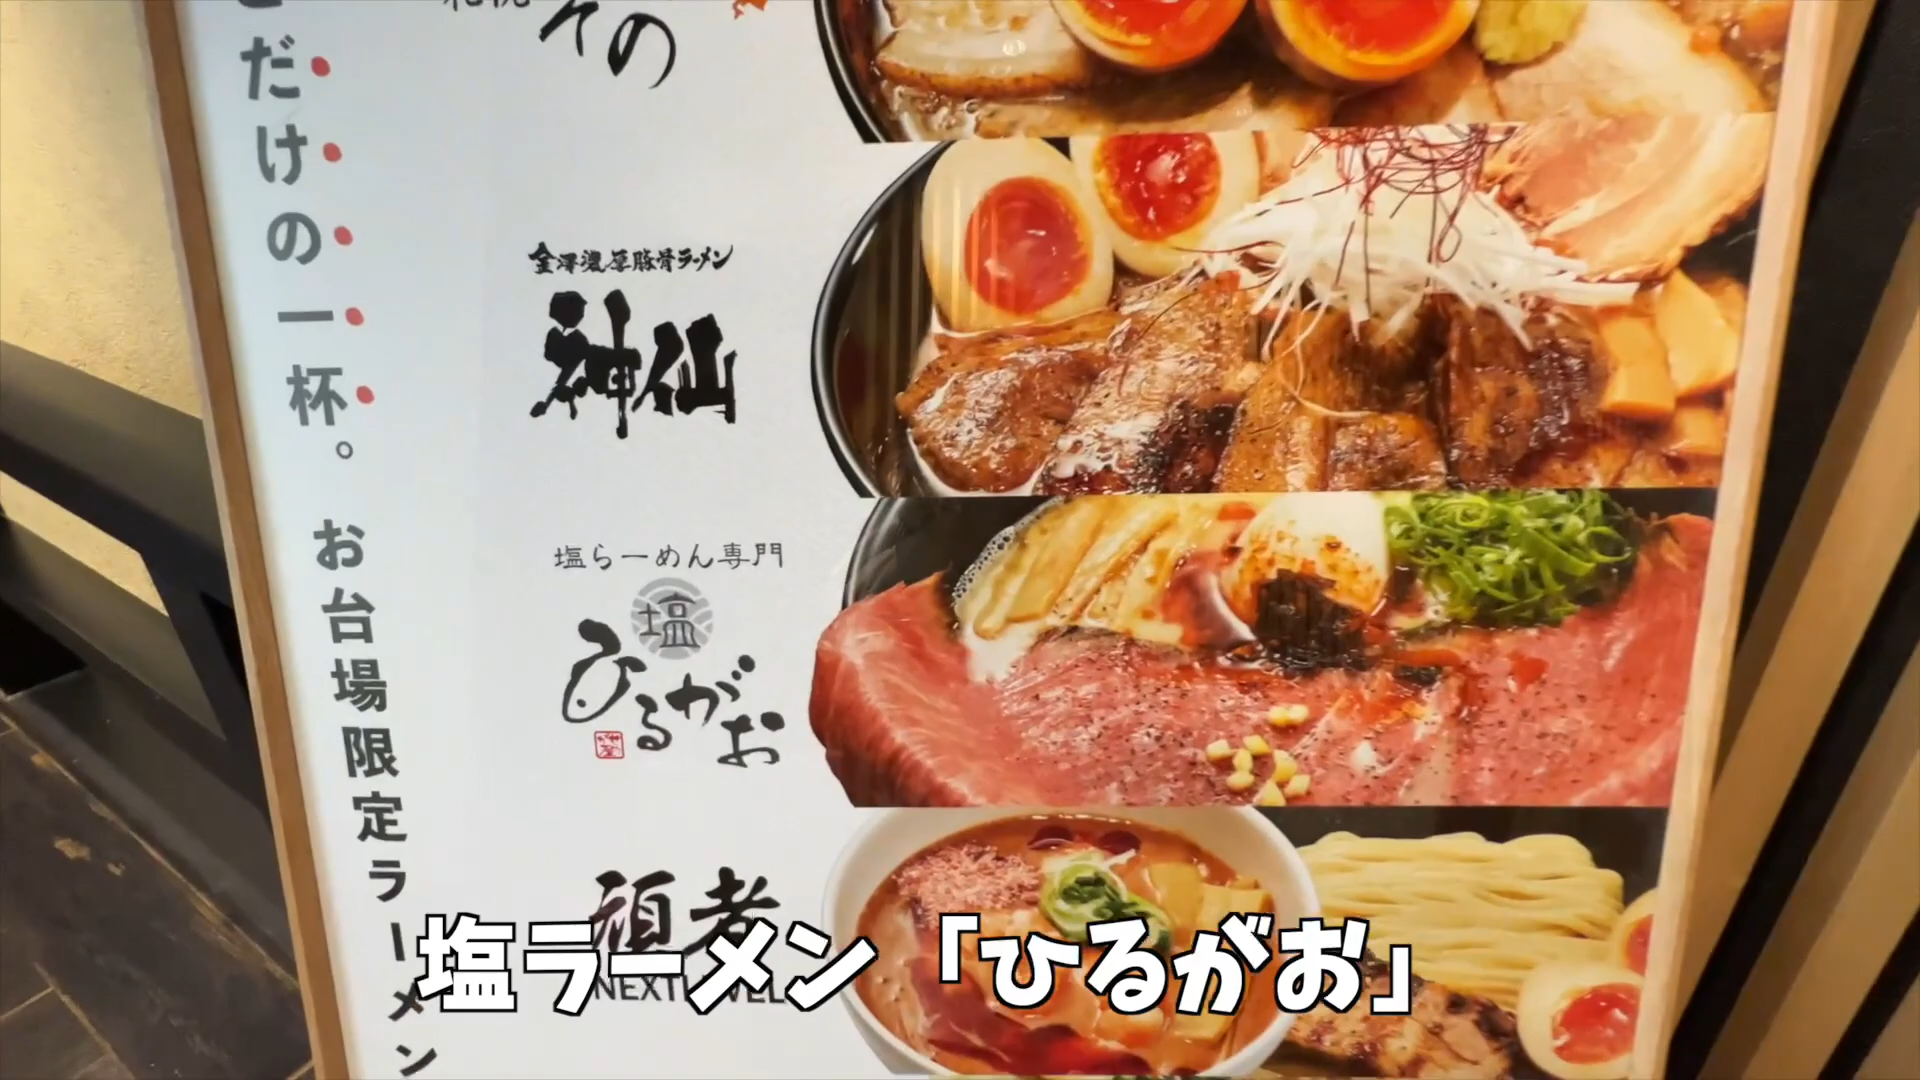 だけの一杯。お台場限定ラーメン
その
金澤濃厚豚骨ラーメン
神仙
塩らーめん専門
塩
ひるがお
頑者
NEXT LEVEL
塩ラーメン「ひるがお」